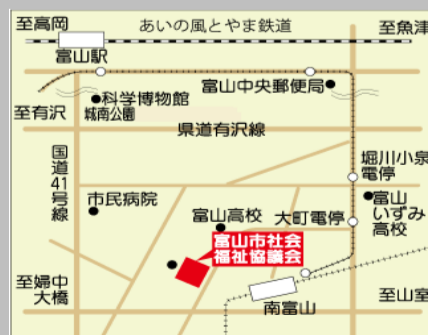 至高岡
あいの風とやま鉄道
至魚津
富山駅
富山中央郵便局
科学博物館
城南公園
至有沢
県道有沢線
国道41号線
堀川小泉
電停
市民病院
富山
いずみ
高校
富山高校
大町電停
富山市社会
福祉協議会
至婦中
大橋
南富山
至山室